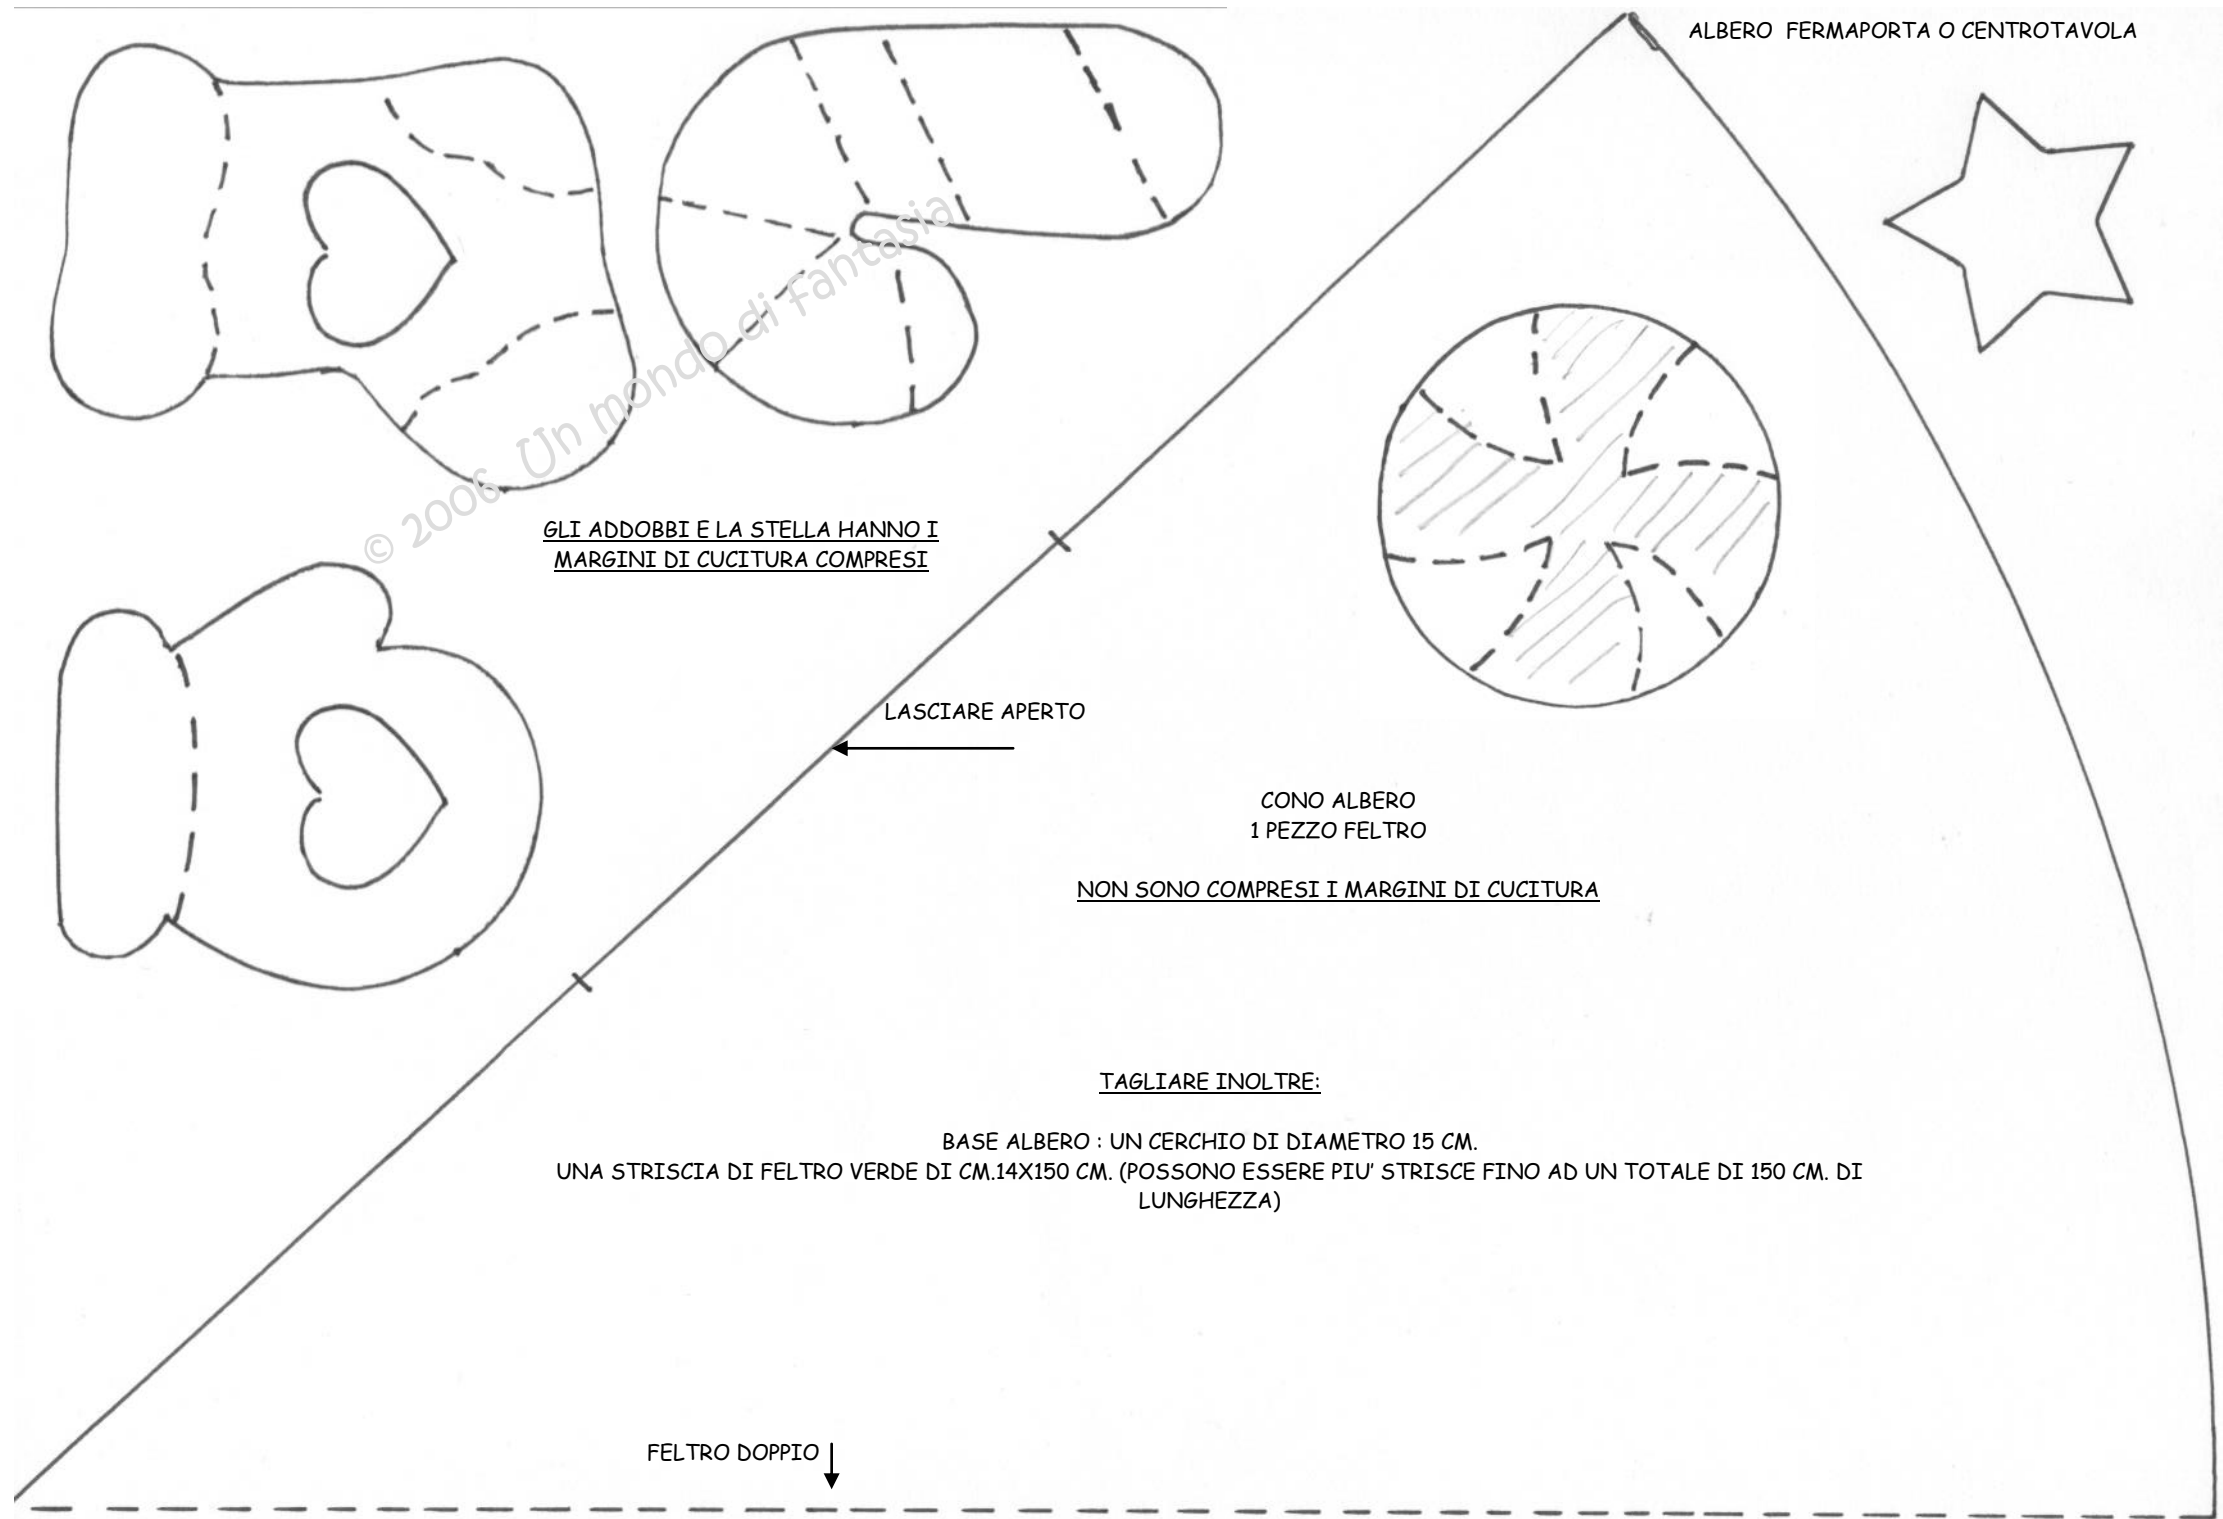 ALBERO FERMAPORTA O CENTROTAVOLA
© 2006 Un mondo di Fantasia
GLI ADDOBBI E LA STELLA HANNO I
MARGINI DI CUCITURA COMPRESI
LASCIARE APERTO
CONO ALBERO
1 PEZZO FELTRO
NON SONO COMPRESI I MARGINI DI CUCITURA
TAGLIARE INOLTRE:
BASE ALBERO : UN CERCHIO DI DIAMETRO 15 CM.
UNA STRISCIA DI FELTRO VERDE DI CM.14X150 CM. (POSSONO ESSERE PIU' STRISCE FINO AD UN TOTALE DI 150 CM. DI
LUNGHEZZA)
FELTRO DOPPIO